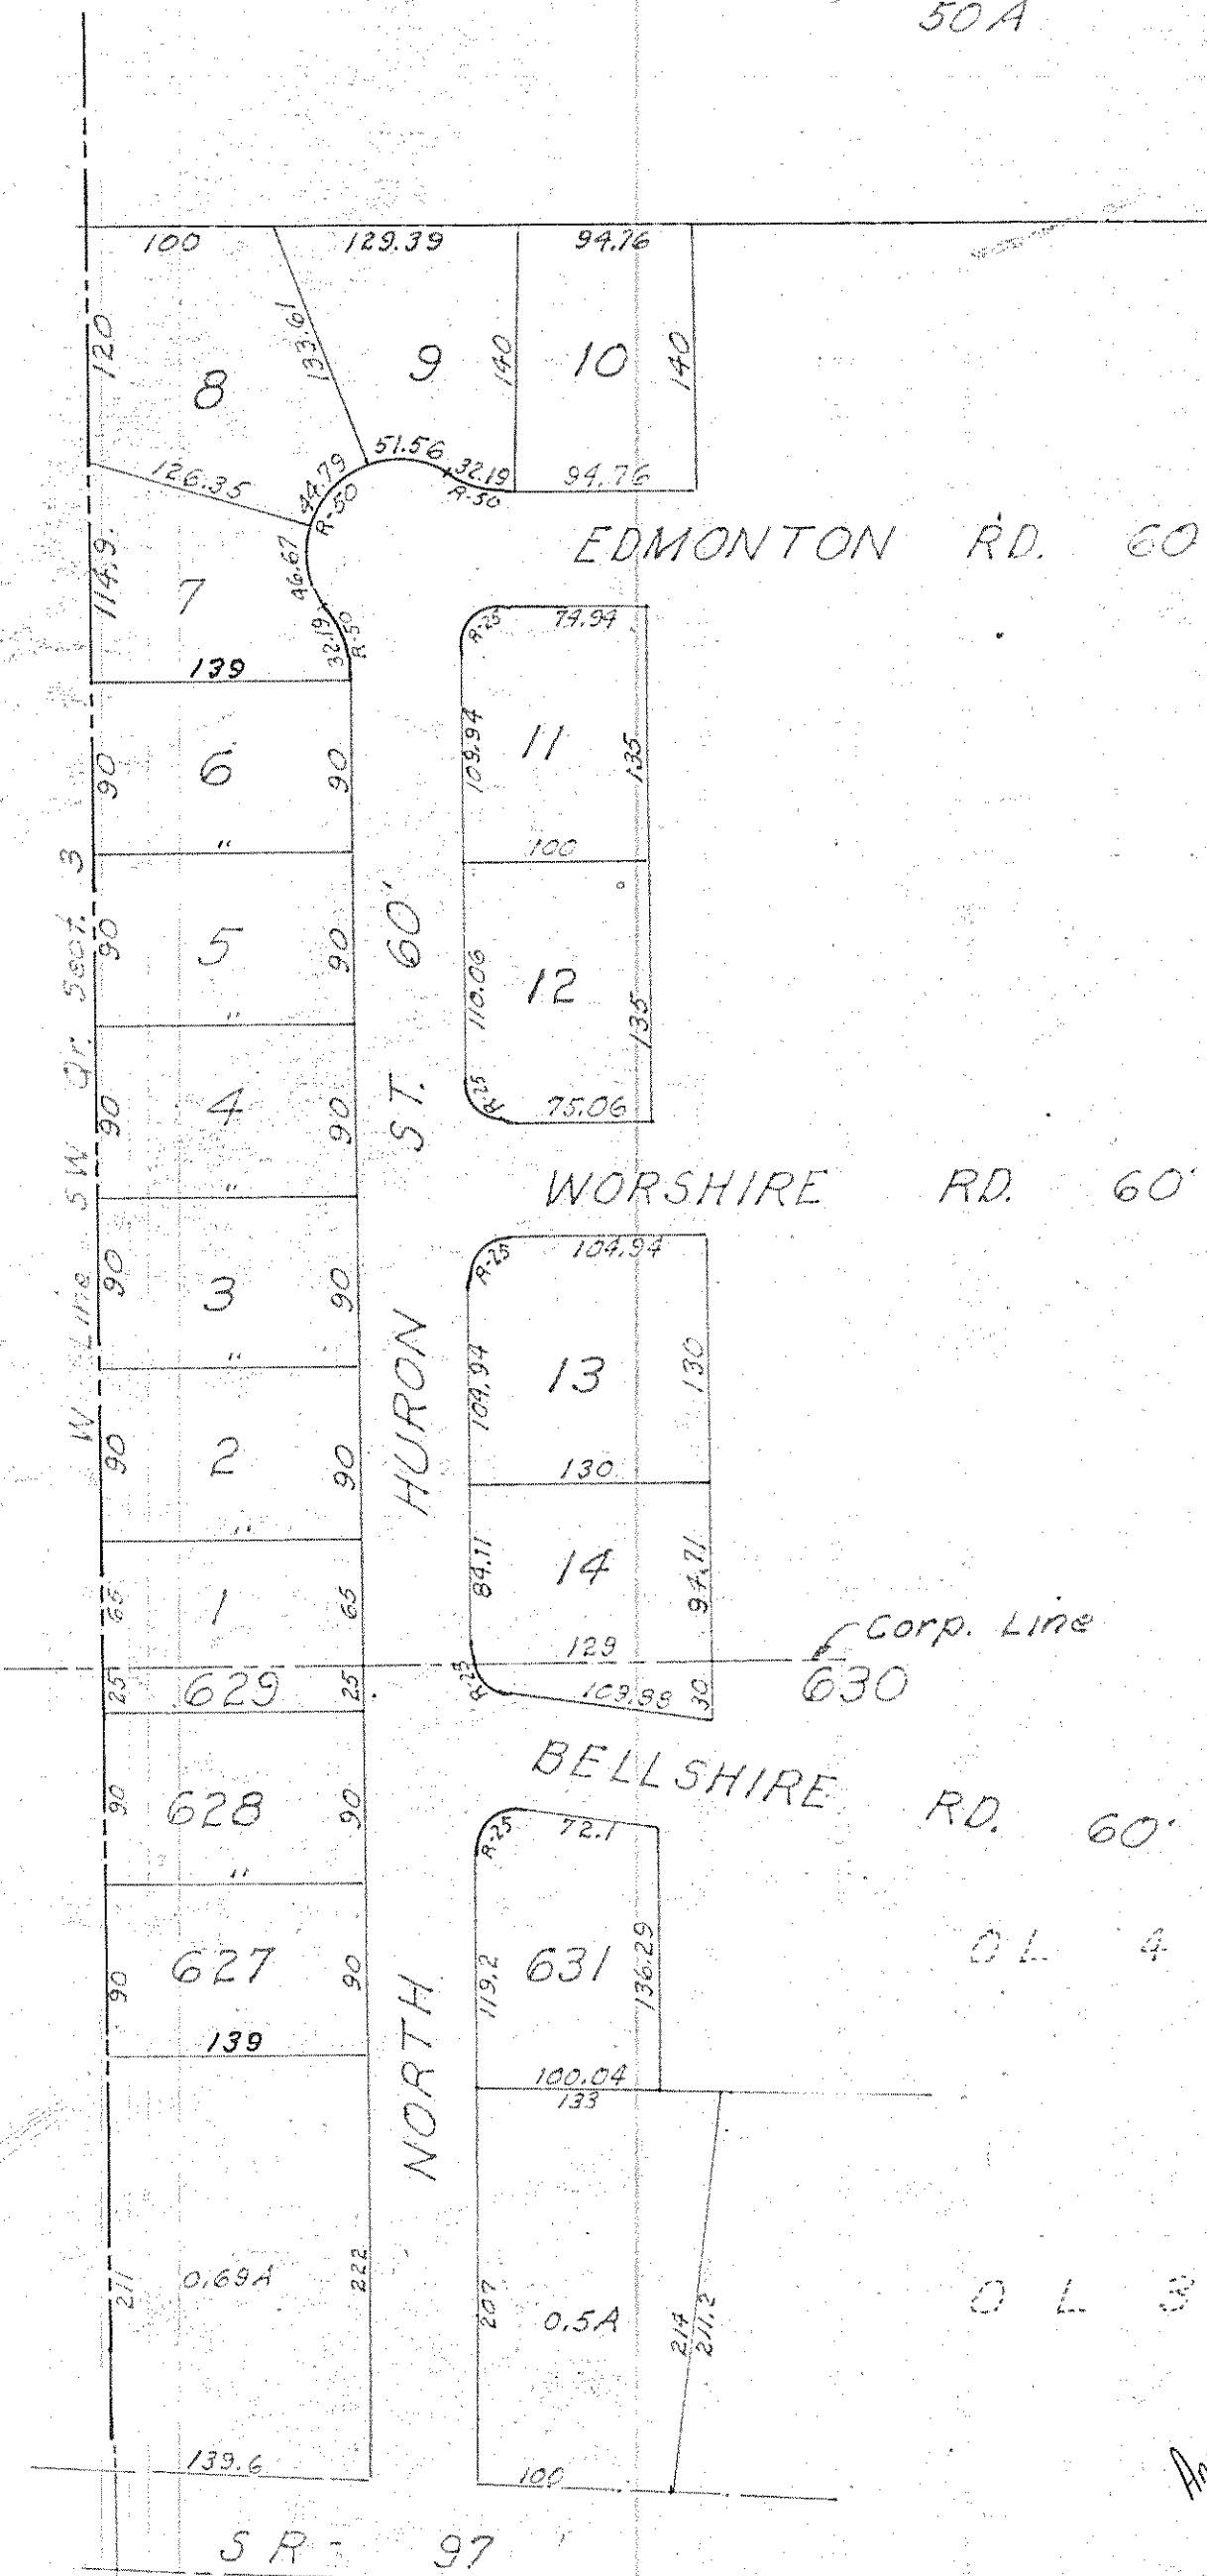 50A
100 129.39 94.76
120 8 133.61 9 140 10 140
126.35 44.79 R-50 51.56 32.19 R-50 94.76
EDMONTON RD. 60
114.9 7 46.67 32.19 R-50
139
R-25 74.94
90 6 90 109.94 11 135
" 100
W Line SW Qr. Sect. 3
90 5 90 110.06 12 135
"
90 4 90 R-25 75.06
"
NORTH HURON ST. 60'
WORSHIRE RD. 60'
R-25 104.94
90 3 90 104.94 13 130
" 130
90 2 90
"
65 1 65 89.11 14 94.71
129 Corp. Line
25 629 25 R-25 109.98 30 630
BELLSHIRE RD. 60'
90 628 90 R-25 72.1
"
90 627 90 119.2 631 136.29
OL 4
139 100.04
133
211 0.69A 222 207 0.5A 214 211.2
OL 3
139.6 100
SR- 97